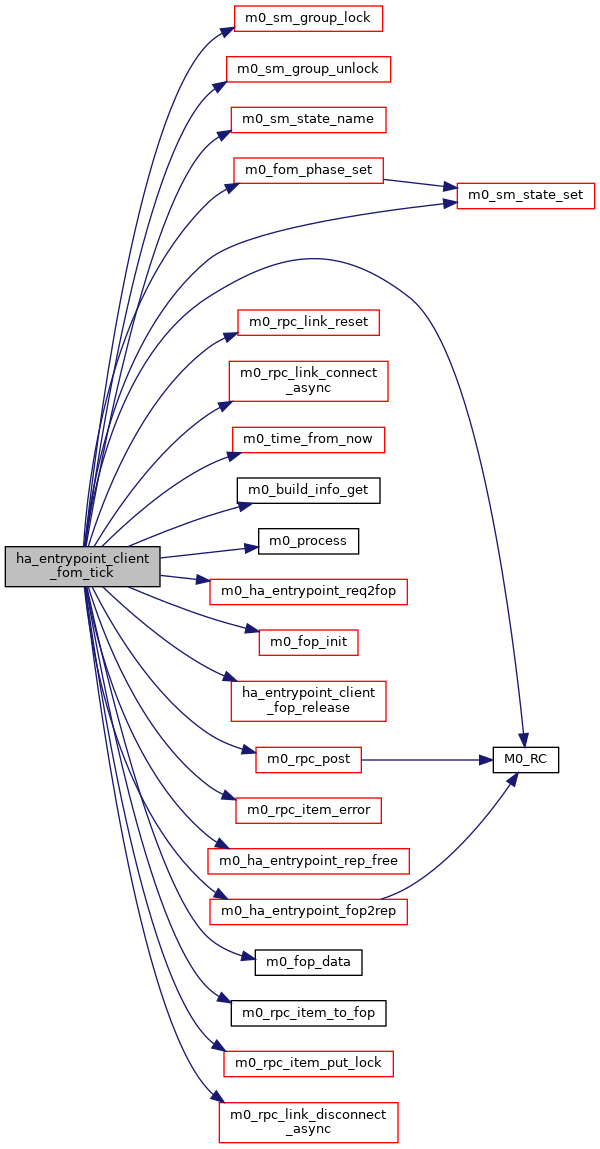 m0_sm_group_lock
m0_sm_group_unlock
m0_sm_state_name
m0_fom_phase_set
m0_sm_state_set
m0_rpc_link_reset
m0_rpc_link_connect
_async
m0_time_from_now
m0_build_info_get
m0_process
ha_entrypoint_client
_fom_tick
m0_ha_entrypoint_req2fop
m0_fop_init
ha_entrypoint_client
_fop_release
m0_rpc_post
M0_RC
m0_rpc_item_error
m0_ha_entrypoint_rep_free
m0_ha_entrypoint_fop2rep
m0_fop_data
m0_rpc_item_to_fop
m0_rpc_item_put_lock
m0_rpc_link_disconnect
_async